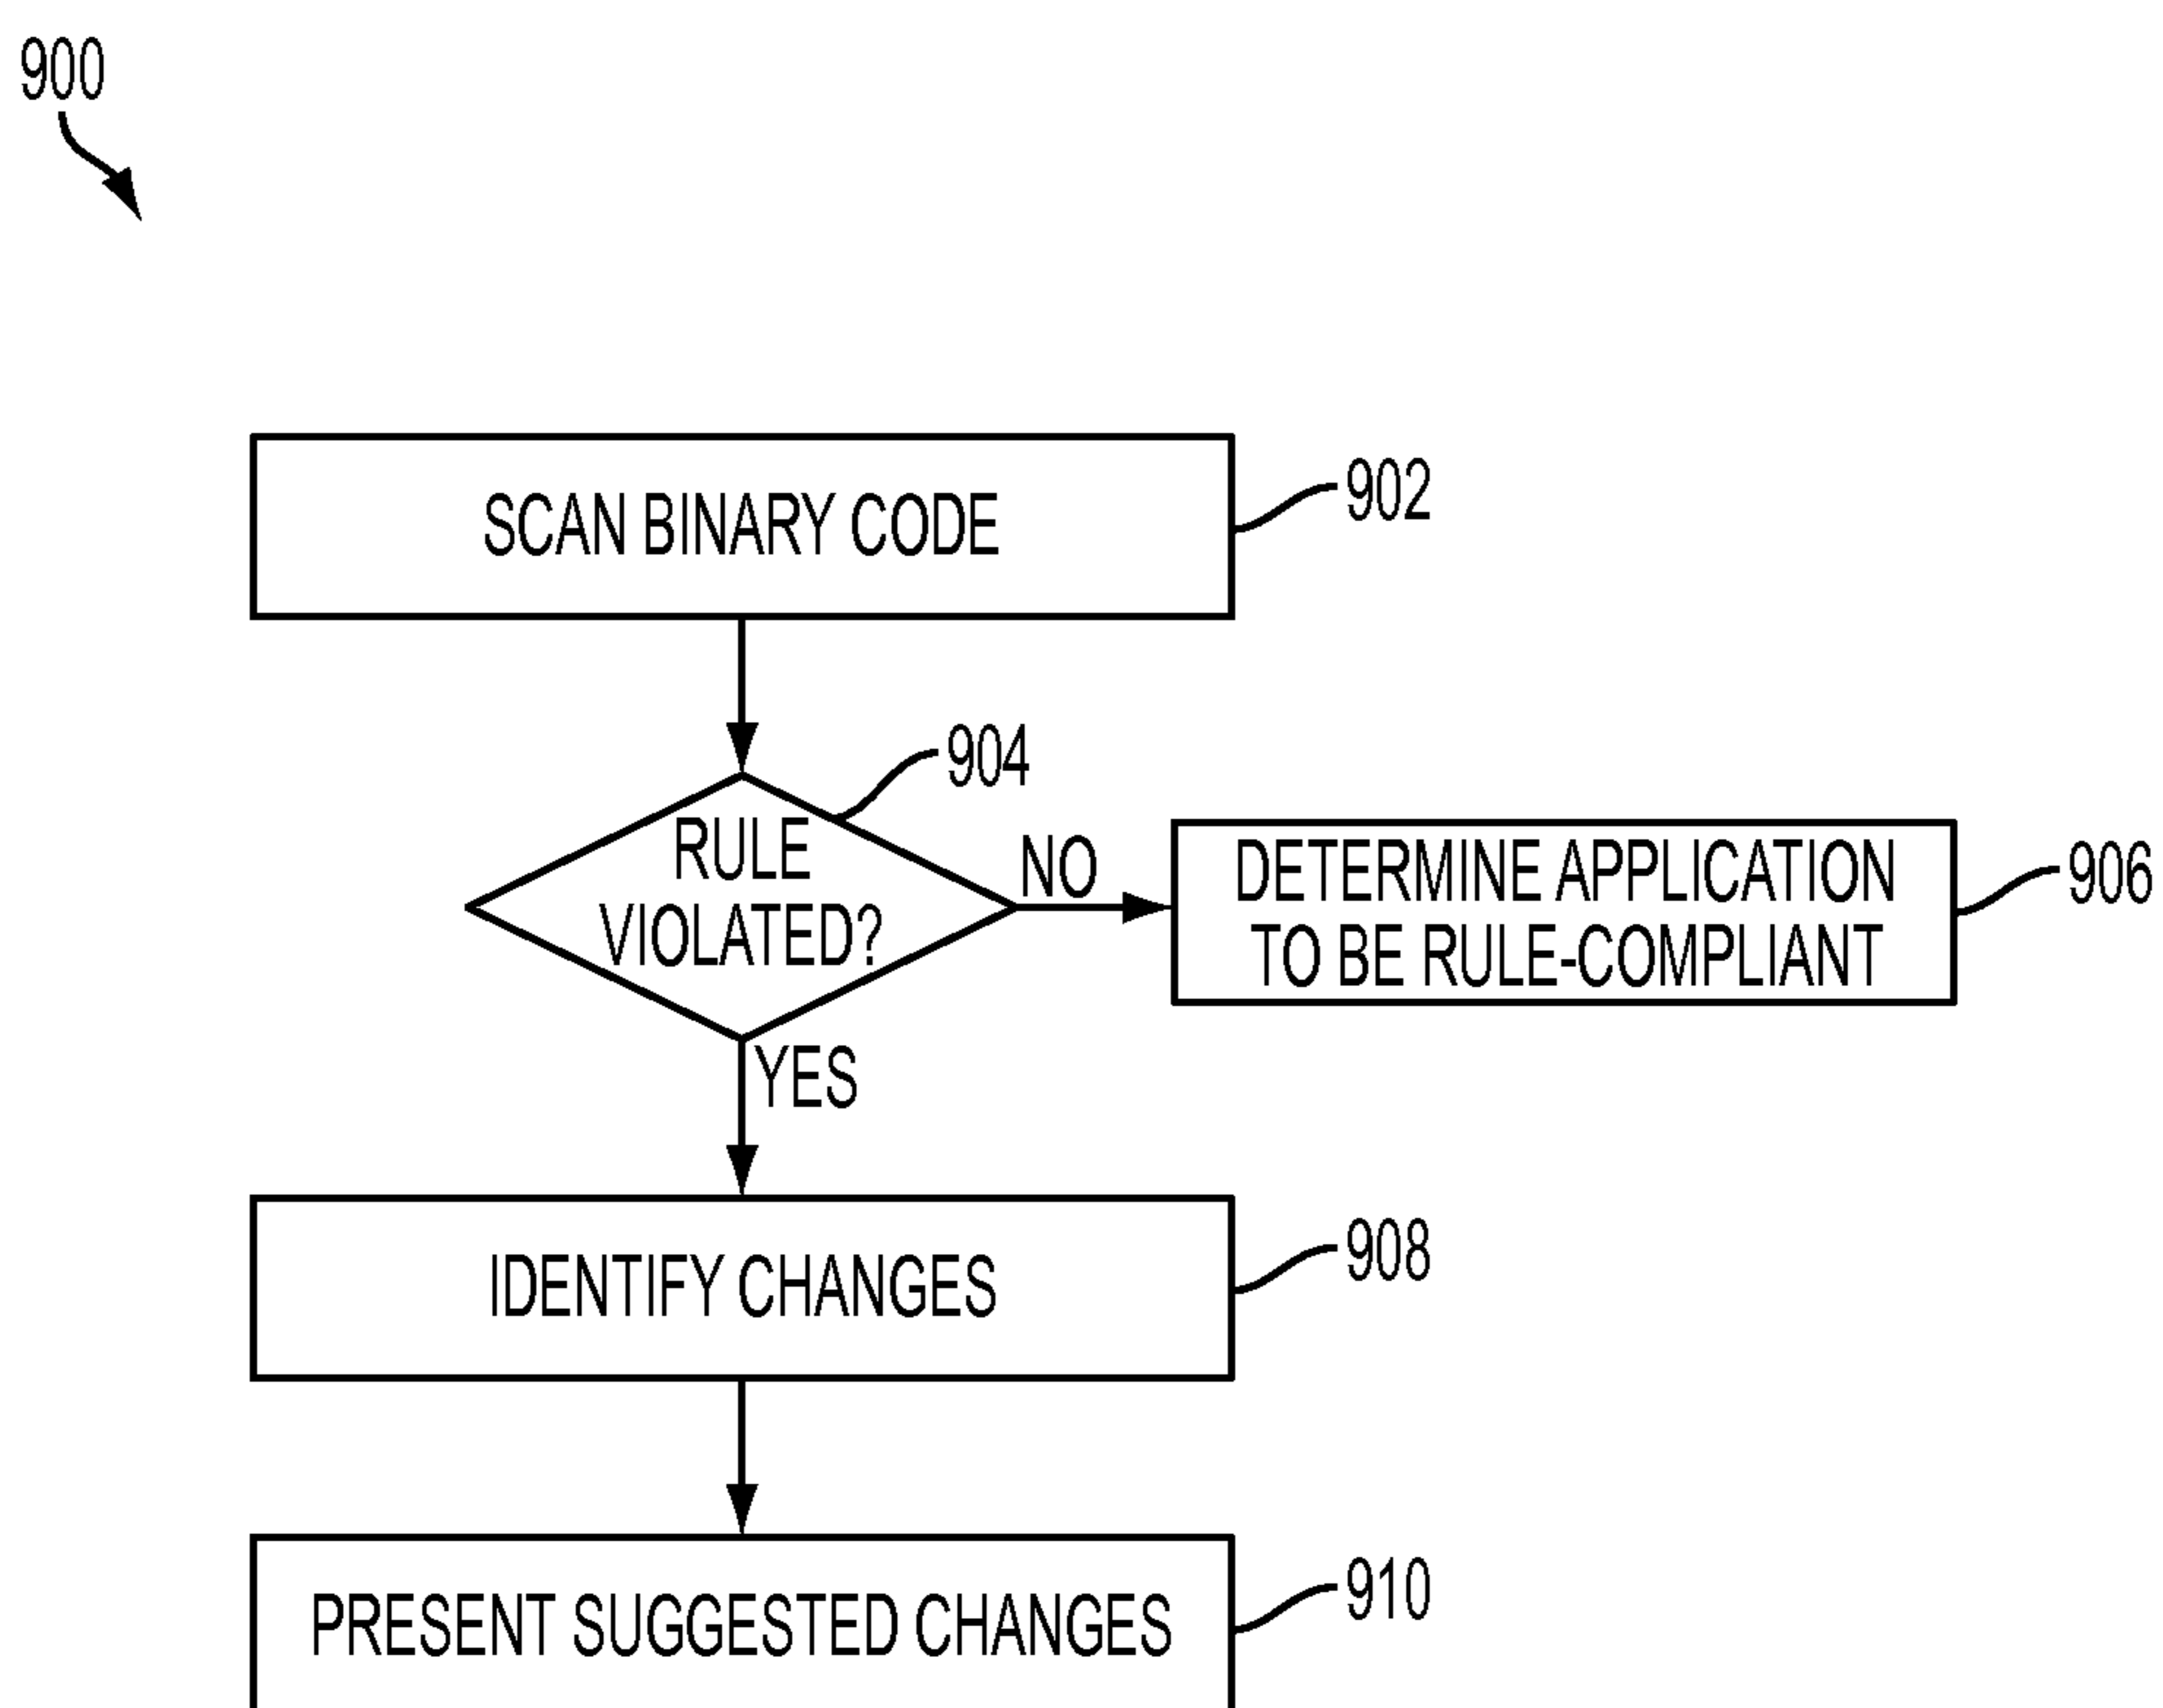 900
SCAN BINARY CODE
902
904
RULE
VIOLATED?
NO
DETERMINE APPLICATION
TO BE RULE-COMPLIANT
906
YES
IDENTIFY CHANGES
908
PRESENT SUGGESTED CHANGES
910